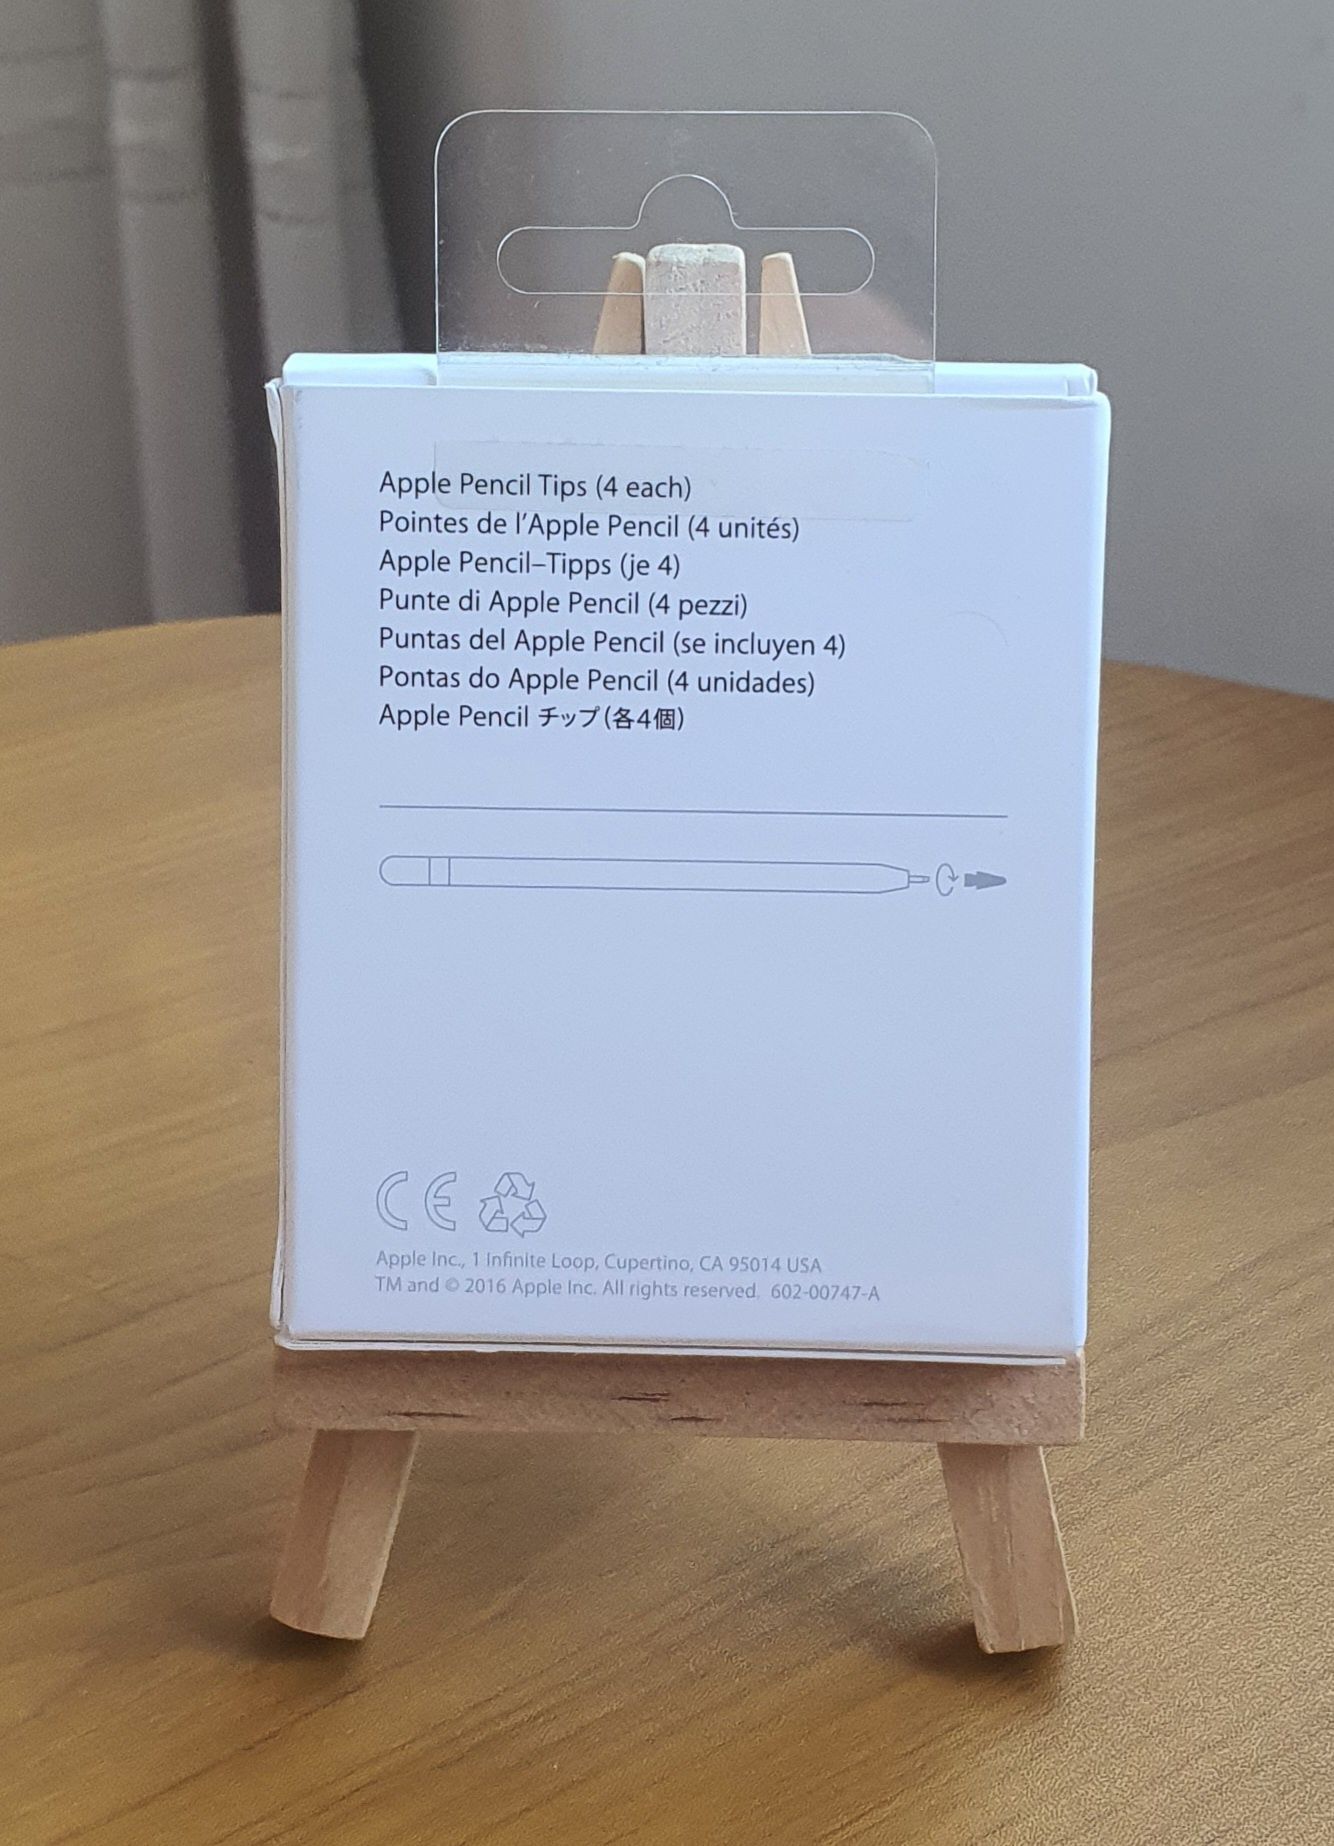 Apple Pencil Tips (4 each)
Pointes de l'Apple Pencil (4 unités)
Apple Pencil–Tipps (je 4)
Punte di Apple Pencil (4 pezzi)
Puntas del Apple Pencil (se incluyen 4)
Pontas do Apple Pencil (4 unidades)
Apple Pencil チップ(各4個)
CE
Apple Inc., 1 Infinite Loop, Cupertino, CA 95014 USA
TM and © 2016 Apple Inc. All rights reserved. 602-00747-A